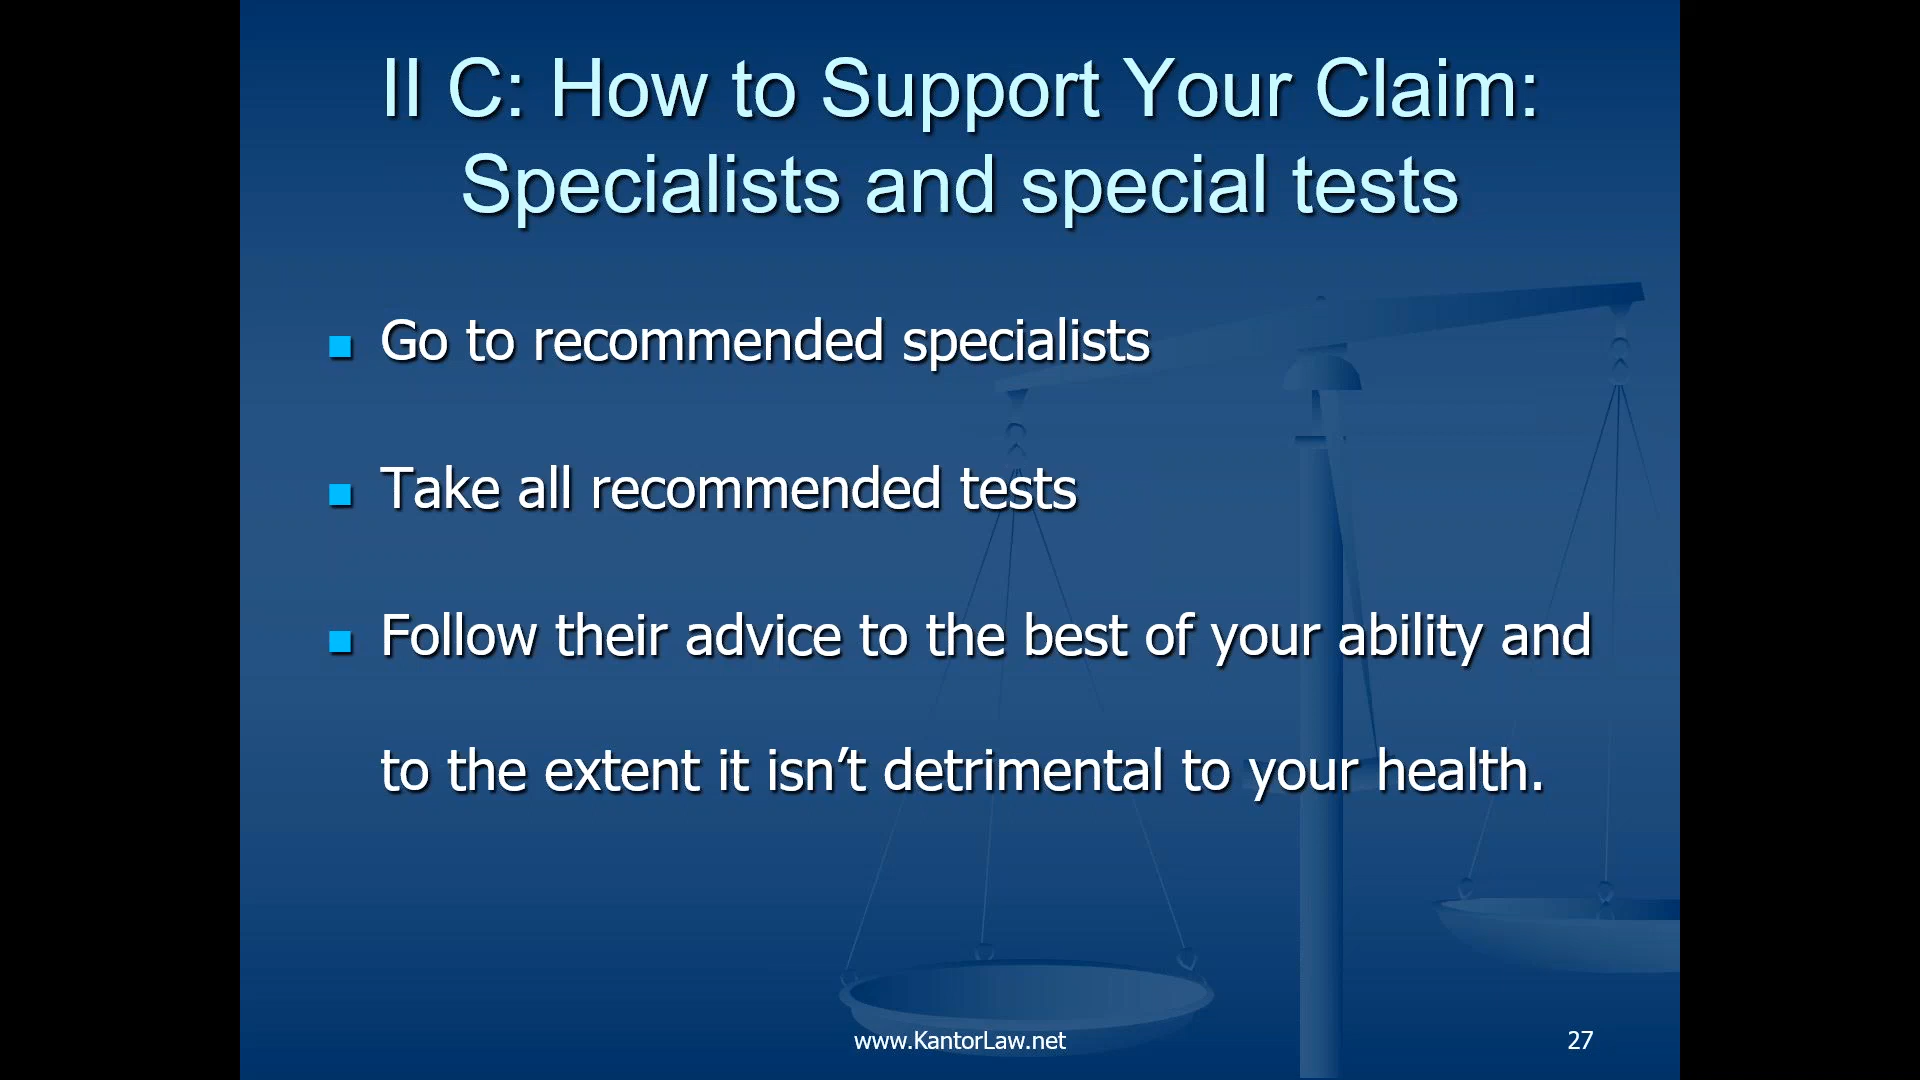 II C: How to Support Your Claim:
Specialists and special tests
Go to recommended specialists
Take all recommended tests
Follow their advice to the best of your ability and
to the extent it isn’t detrimental to your health.
www.KantorLaw.net
27